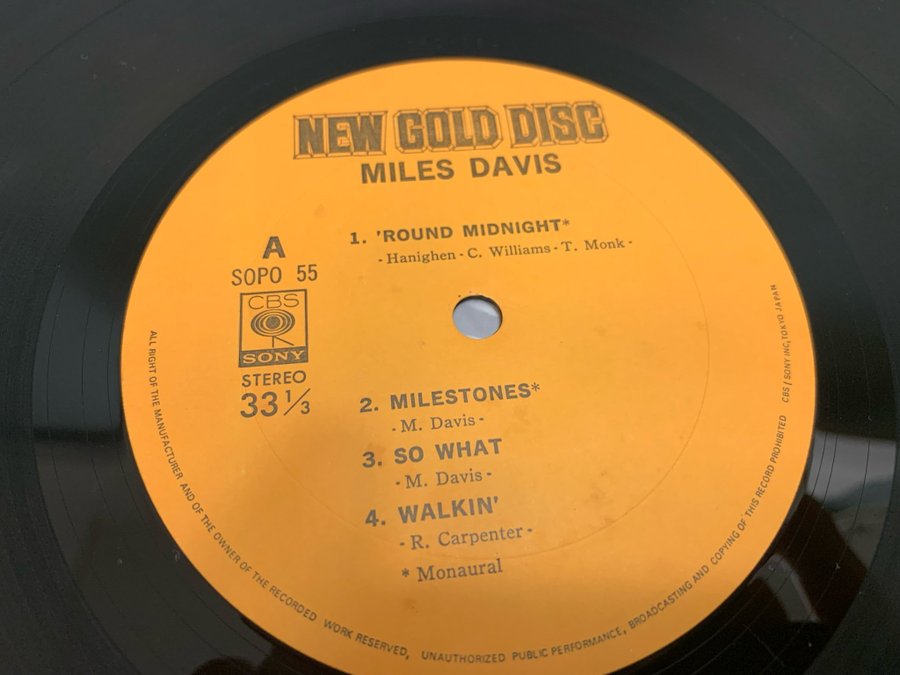 NEW GOLD DISC
MILES DAVIS
A
SOPO 55
CBS
SONY
STEREO
33 1/3
1. 'ROUND MIDNIGHT*
- Hanighen - C. Williams - T. Monk -
2. MILESTONES*
- M. Davis -
3. SO WHAT
- M. Davis -
4. WALKIN'
- R. Carpenter -
* Monaural
ALL RIGHT OF THE MANUFACTURER AND OF THE OWNER OF THE RECORDED WORK RESERVED, UNAUTHORIZED PUBLIC PERFORMANCE, BROADCASTING AND COPYING OF THIS RECORD PROHIBITED CBS / SONY INC, TOKYO JAPAN